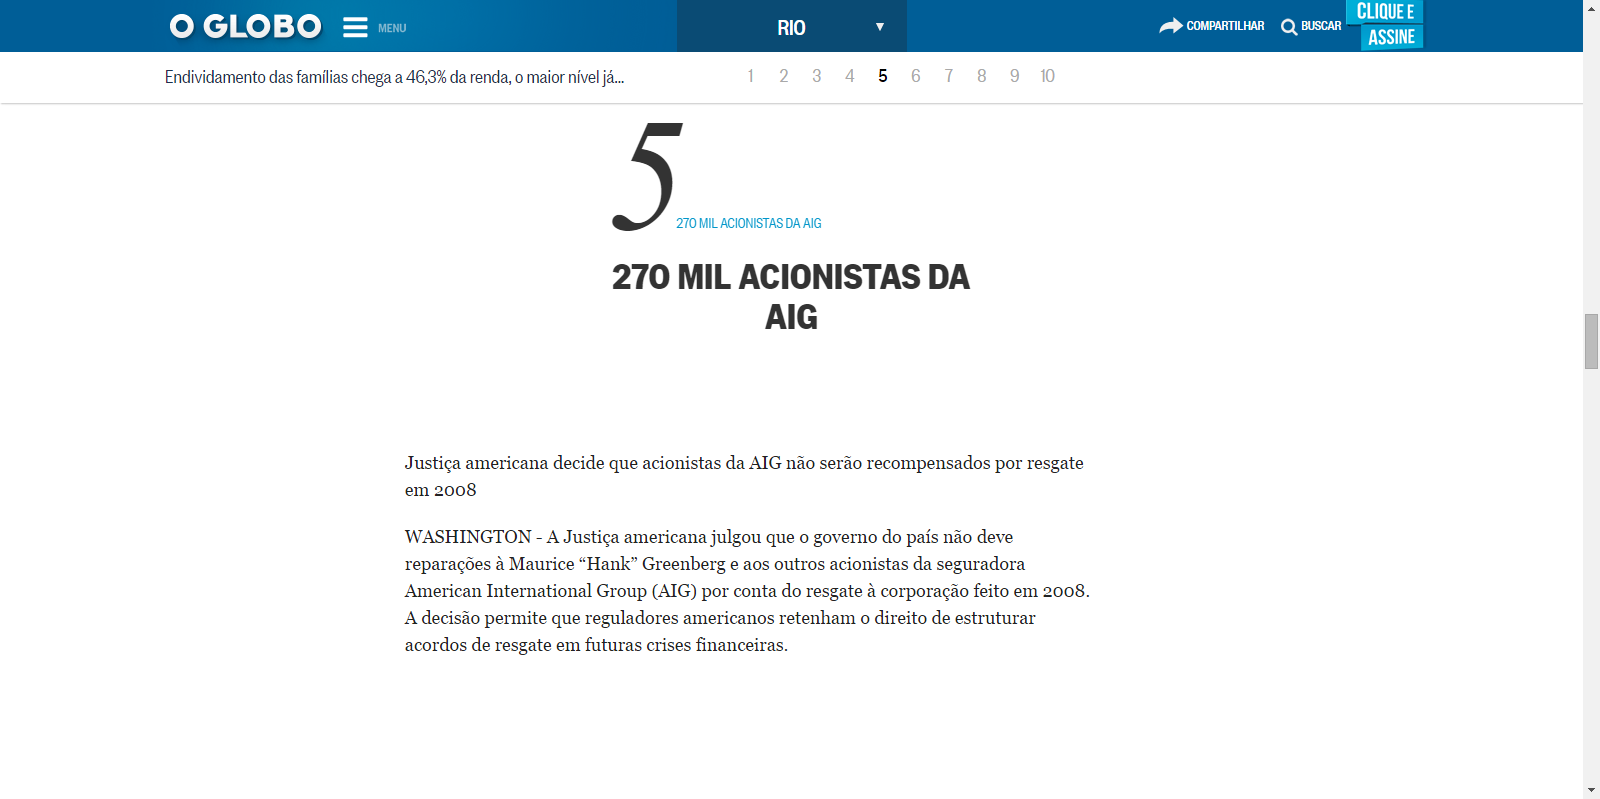 O GLOBO
MENU
RIO
COMPARTILHAR
BUSCAR
CLIQUE E
ASSINE
Endividamento das famílias chega a 46,3% da renda, o maior nível já...
1 2 3 4 5 6 7 8 9 10
5
270 MIL ACIONISTAS DA AIG
270 MIL ACIONISTAS DA
AIG
Justiça americana decide que acionistas da AIG não serão recompensados por resgate
em 2008
WASHINGTON - A Justiça americana julgou que o governo do país não deve
reparações à Maurice “Hank” Greenberg e aos outros acionistas da seguradora
American International Group (AIG) por conta do resgate à corporação feito em 2008.
A decisão permite que reguladores americanos retenham o direito de estruturar
acordos de resgate em futuras crises financeiras.